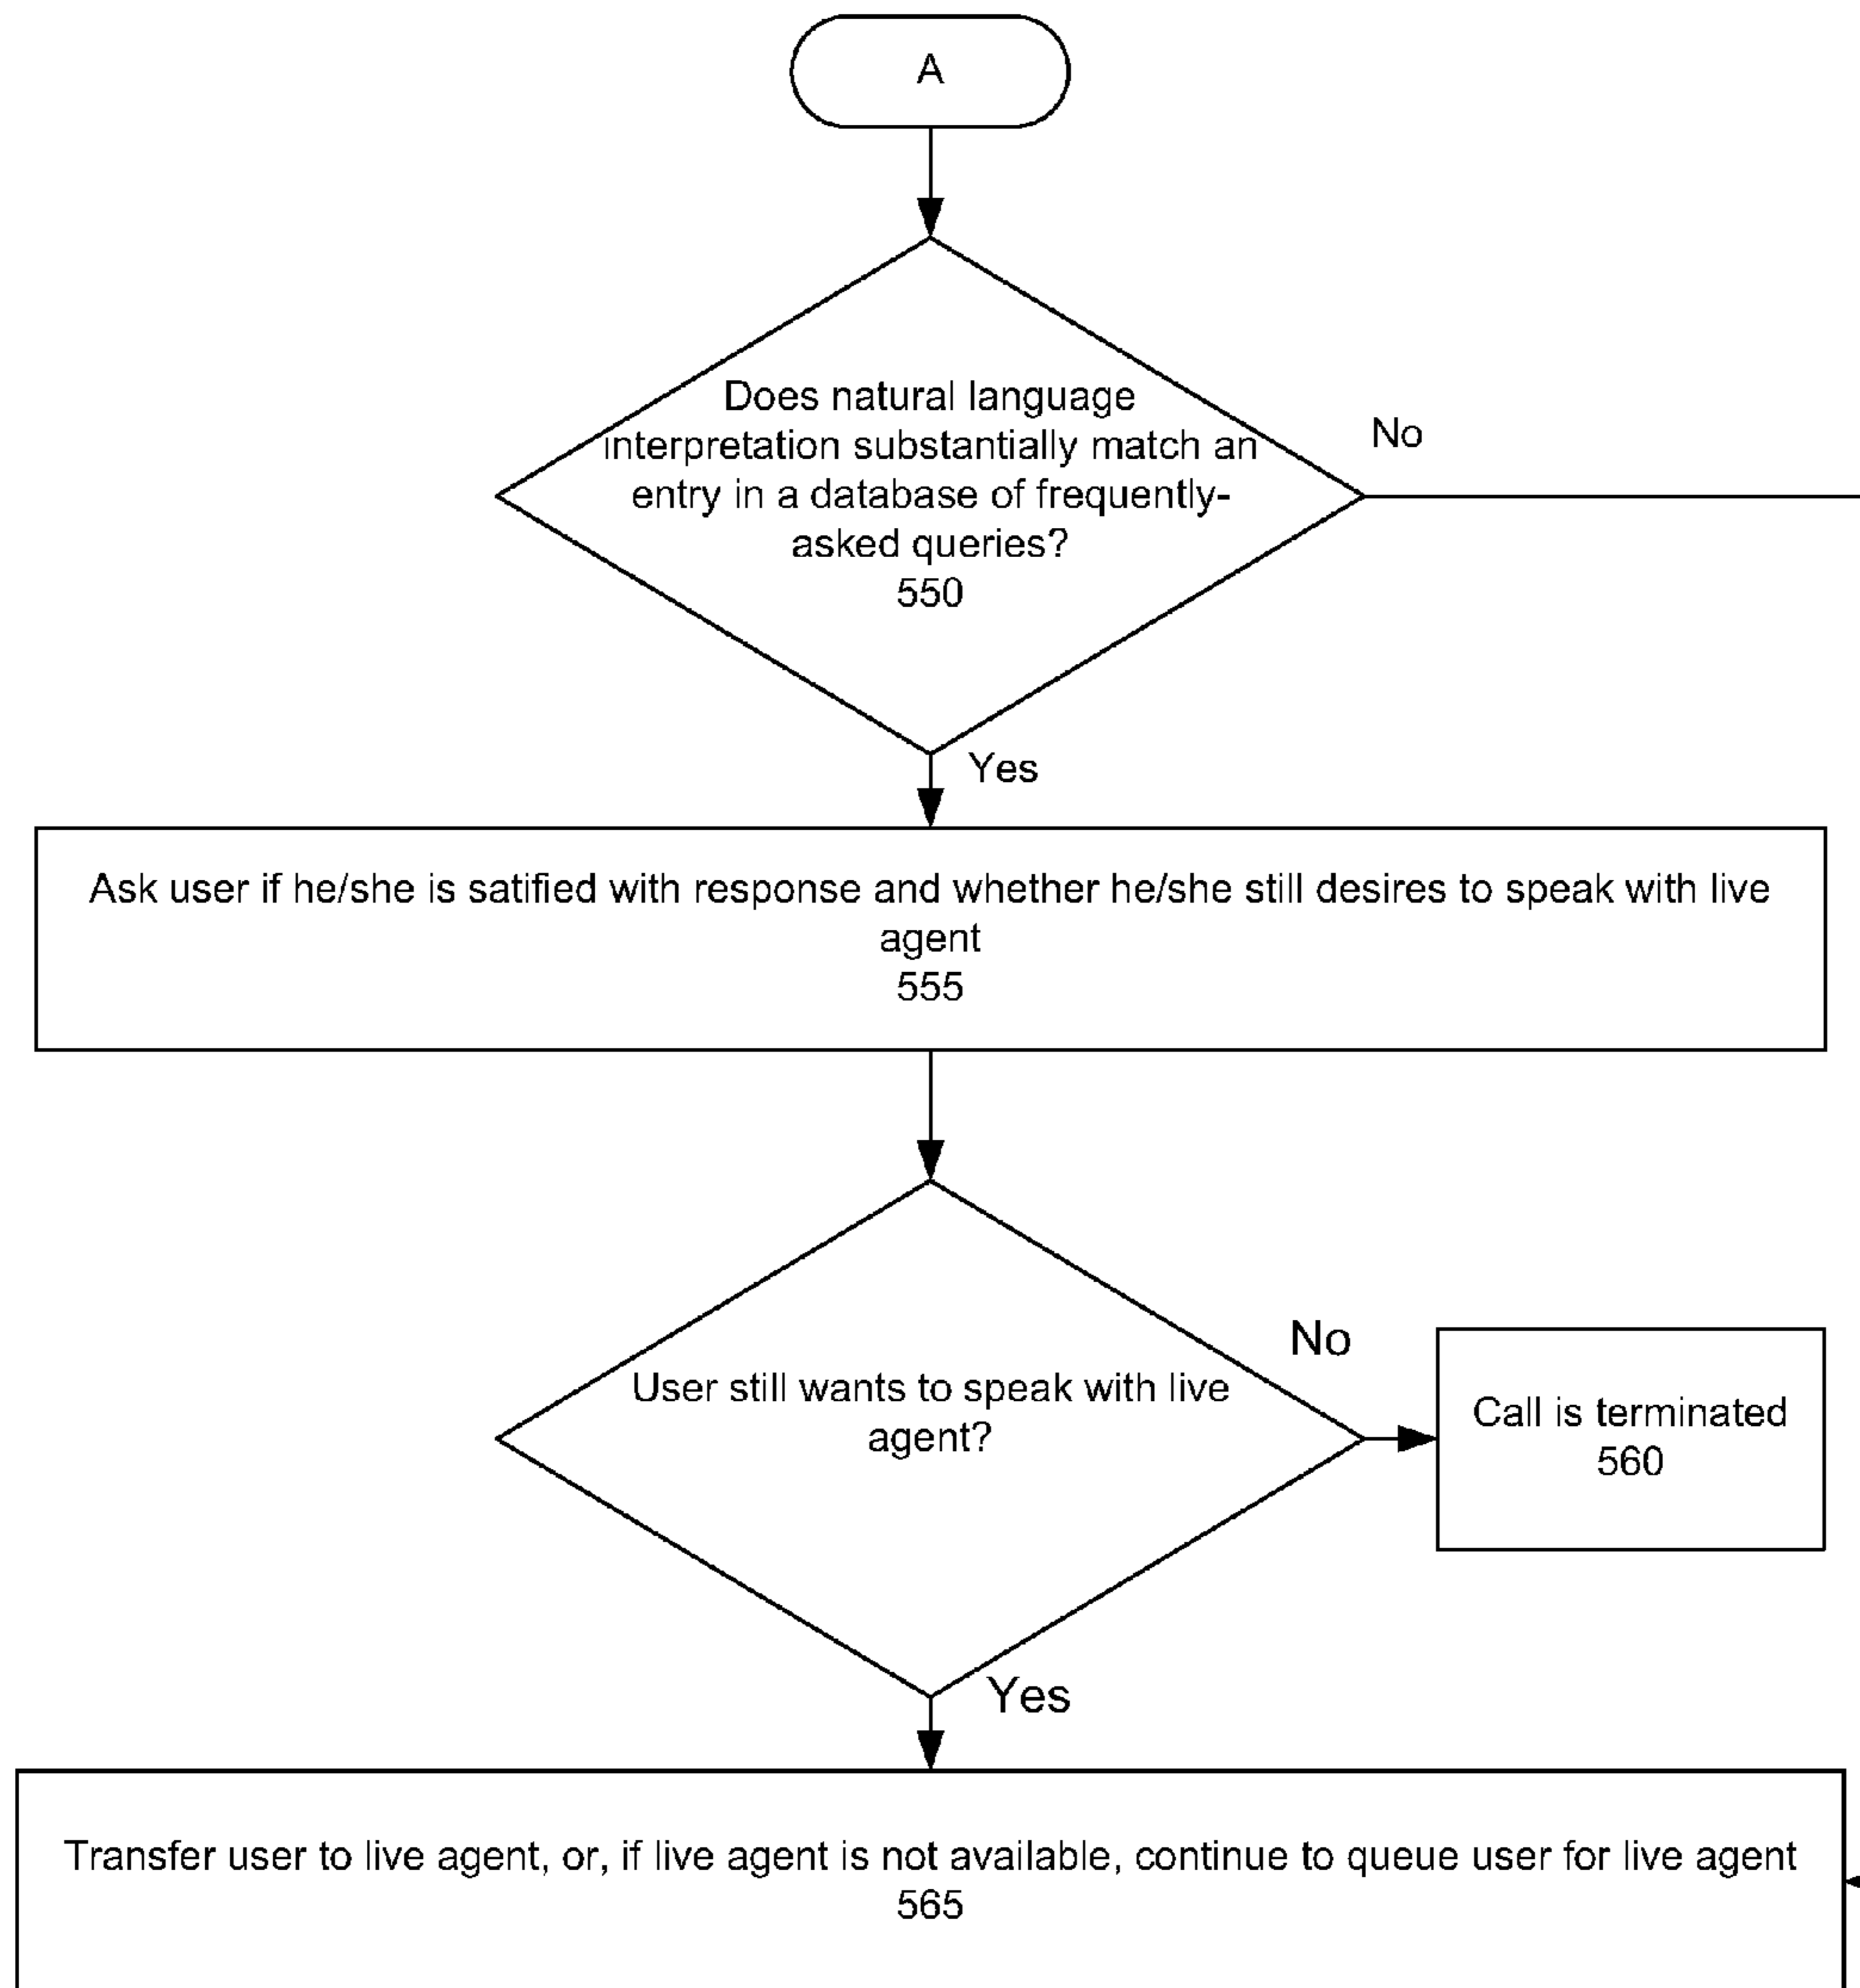 A
Does natural language
interpretation substantially match an
entry in a database of frequently-
asked queries?
550
No
Yes
Ask user if he/she is satified with response and whether he/she still desires to speak with live
agent
555
User still wants to speak with live
agent?
No
Call is terminated
560
Yes
Transfer user to live agent, or, if live agent is not available, continue to queue user for live agent
565